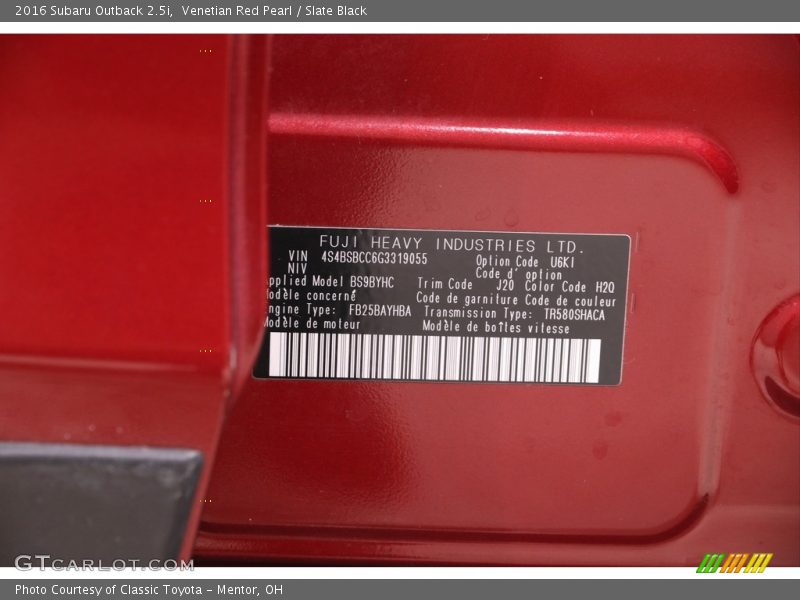 2016 Subaru Outback 2.5i, Venetian Red Pearl / Slate Black
FUJI HEAVY INDUSTRIES LTD.
VIN 4S4BSBCC6G3319055 Option Code U6K1
NIV Code d'option
pplied Model BS9BYHC Trim Code J20 Color Code H2Q
odèle concerné Code de garniture Code de couleur
ngine Type: FB25BAYHBA Transmission Type: TR580SHACA
odèle de moteur Modèle de boîtes vitesse
GTCARLOT.COM
Photo Courtesy of Classic Toyota - Mentor, OH